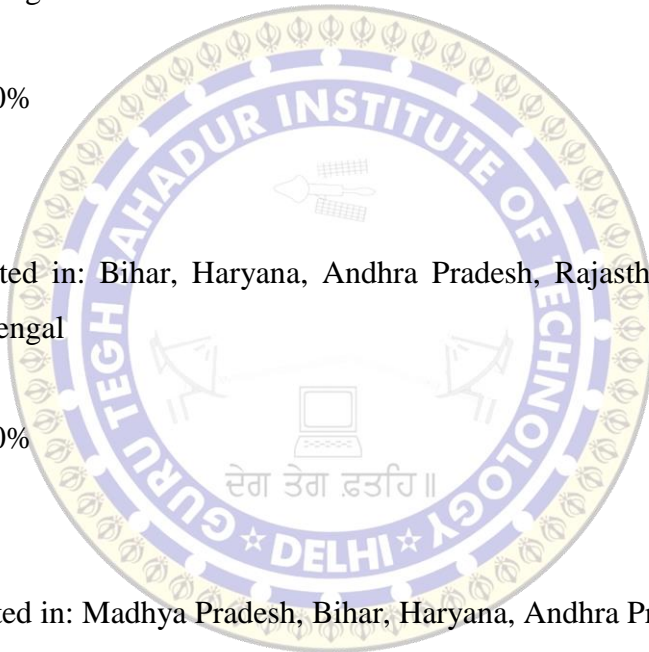 0%
ted in: Bihar, Haryana, Andhra Pradesh, Rajasth
engal
0%
ted in: Madhya Pradesh, Bihar, Haryana, Andhra Pr
GURU TEGH BAHADUR INSTITUTE OF TECHNOLOGY
ਦੇਗ ਤੇਗ ਫ਼ਤਹਿ॥
☆ DELHI ☆